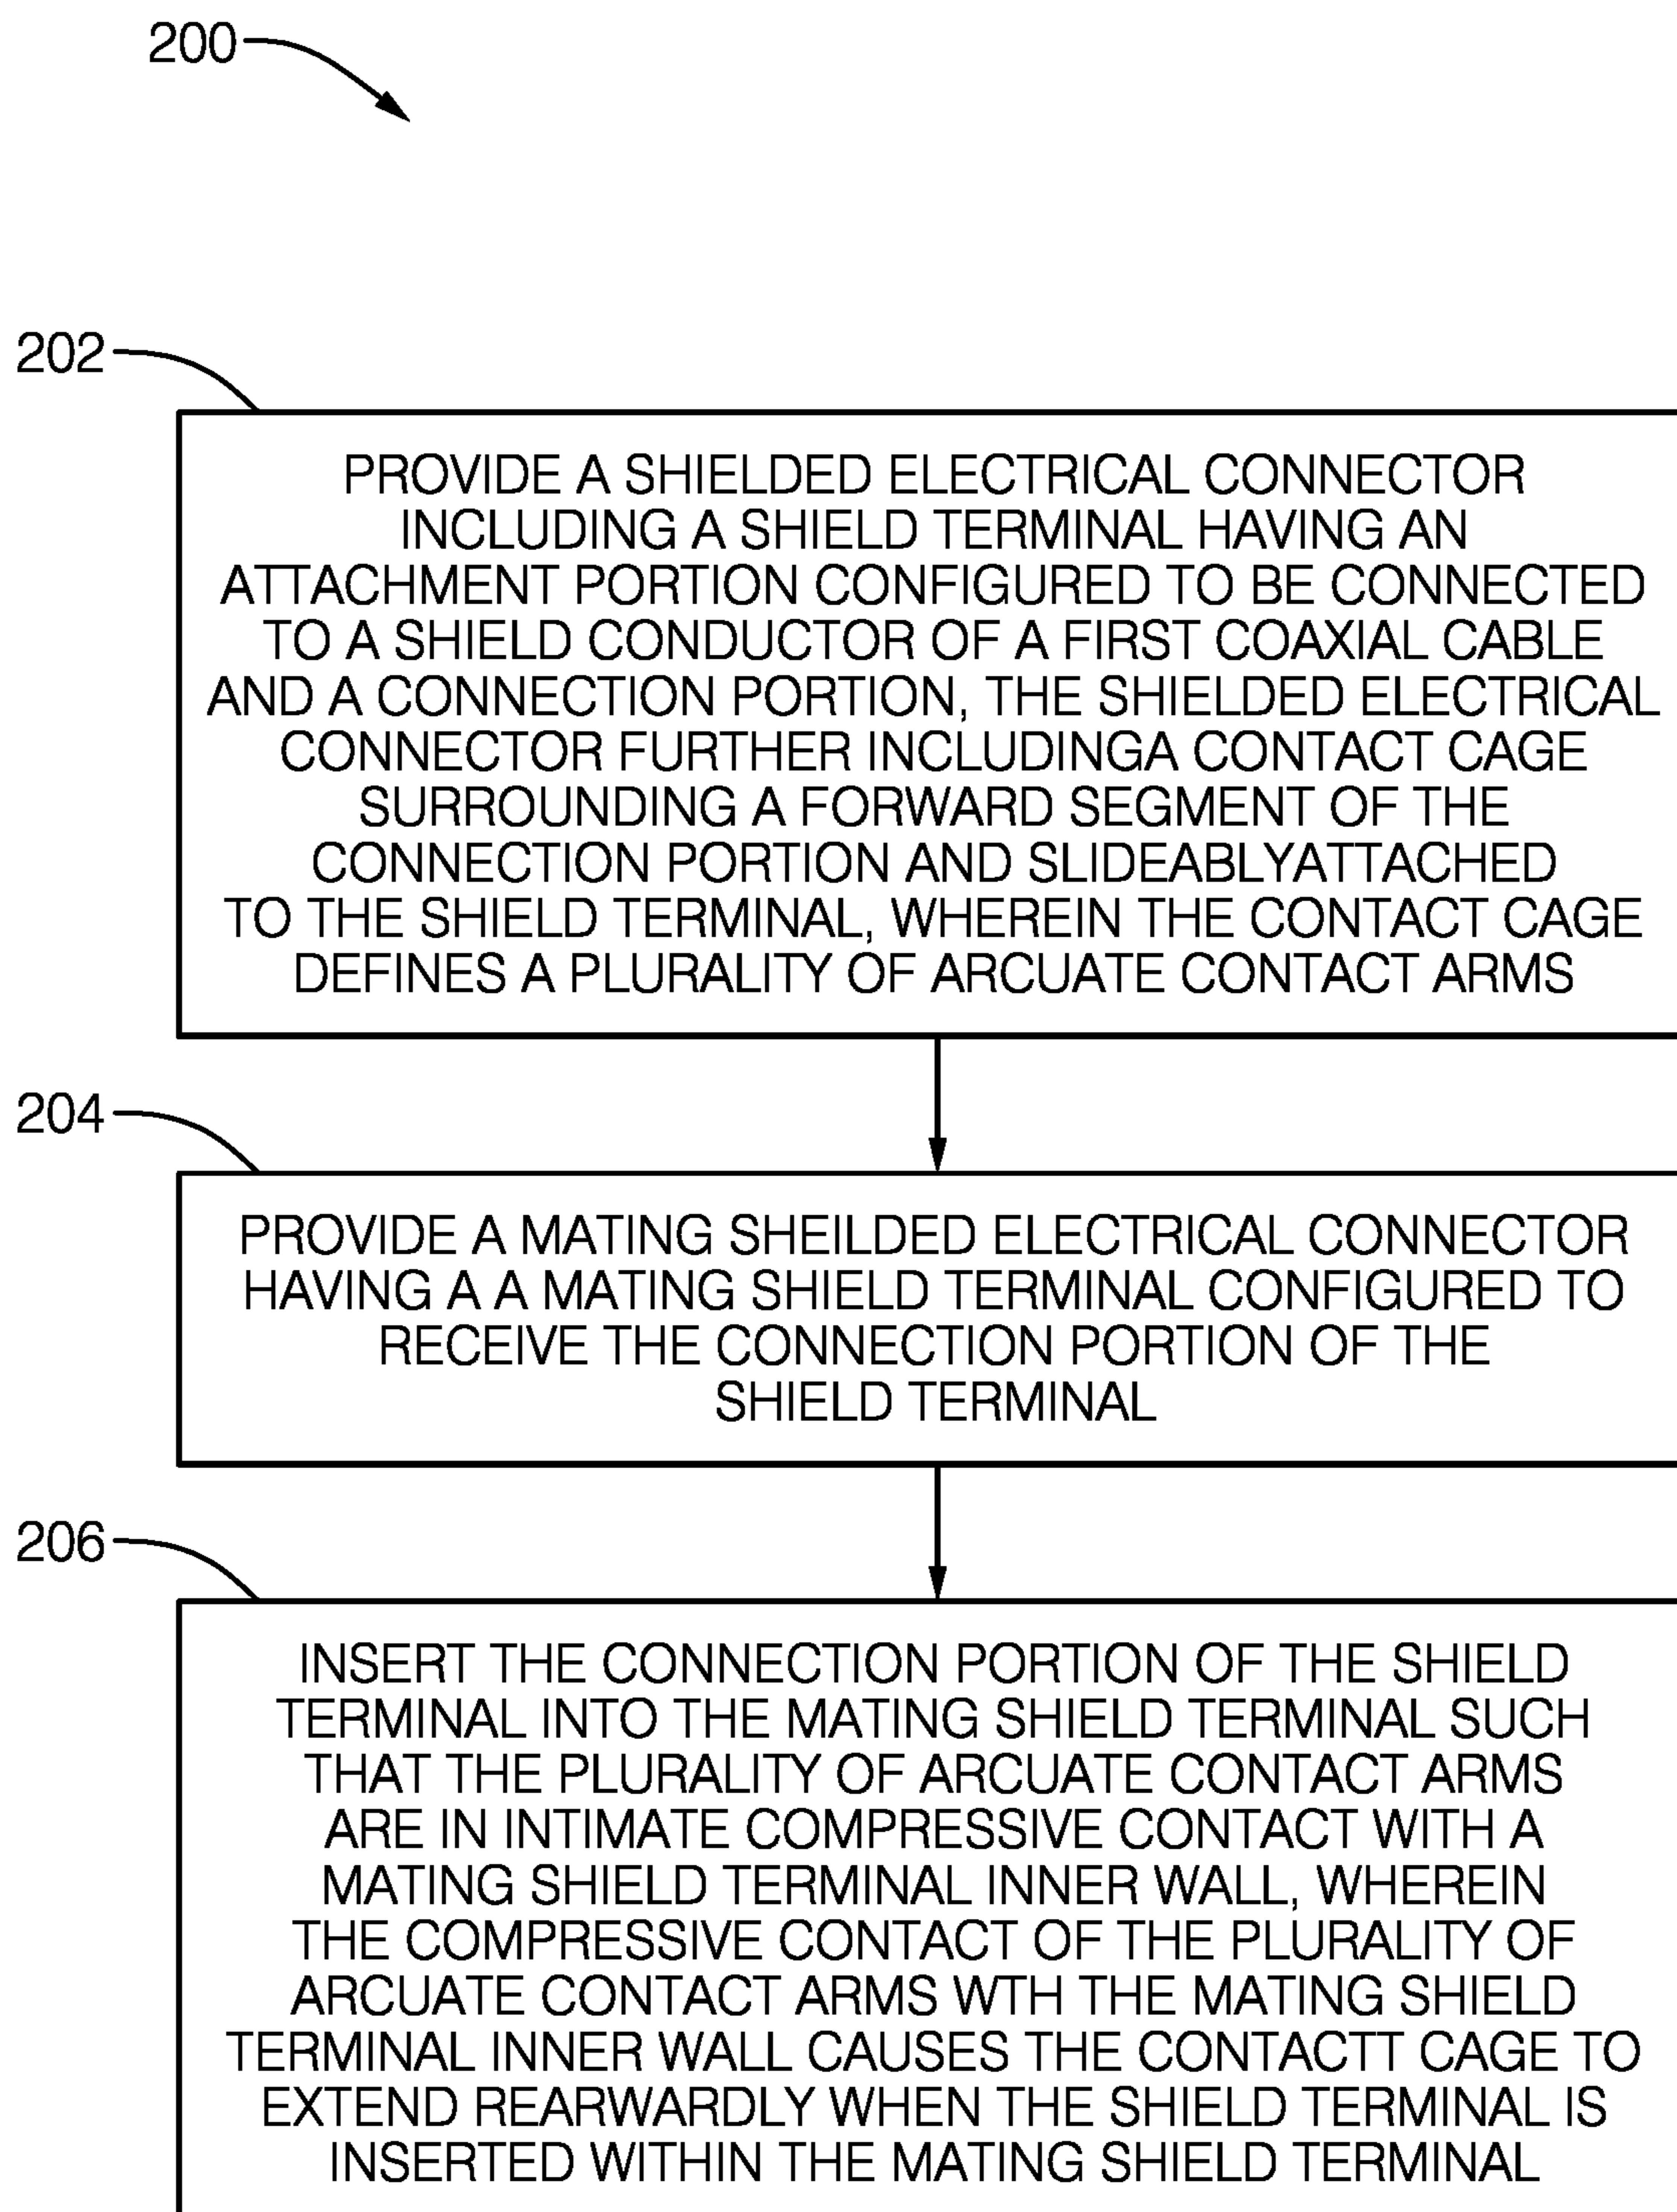 200
202
PROVIDE A SHIELDED ELECTRICAL CONNECTOR
INCLUDING A SHIELD TERMINAL HAVING AN
ATTACHMENT PORTION CONFIGURED TO BE CONNECTED
TO A SHIELD CONDUCTOR OF A FIRST COAXIAL CABLE
AND A CONNECTION PORTION, THE SHIELDED ELECTRICAL
CONNECTOR FURTHER INCLUDINGA CONTACT CAGE
SURROUNDING A FORWARD SEGMENT OF THE
CONNECTION PORTION AND SLIDEABLYATTACHED
TO THE SHIELD TERMINAL, WHEREIN THE CONTACT CAGE
DEFINES A PLURALITY OF ARCUATE CONTACT ARMS
204
PROVIDE A MATING SHEILDED ELECTRICAL CONNECTOR
HAVING A A MATING SHIELD TERMINAL CONFIGURED TO
RECEIVE THE CONNECTION PORTION OF THE
SHIELD TERMINAL
206
INSERT THE CONNECTION PORTION OF THE SHIELD
TERMINAL INTO THE MATING SHIELD TERMINAL SUCH
THAT THE PLURALITY OF ARCUATE CONTACT ARMS
ARE IN INTIMATE COMPRESSIVE CONTACT WITH A
MATING SHIELD TERMINAL INNER WALL, WHEREIN
THE COMPRESSIVE CONTACT OF THE PLURALITY OF
ARCUATE CONTACT ARMS WTH THE MATING SHIELD
TERMINAL INNER WALL CAUSES THE CONTACTT CAGE TO
EXTEND REARWARDLY WHEN THE SHIELD TERMINAL IS
INSERTED WITHIN THE MATING SHIELD TERMINAL